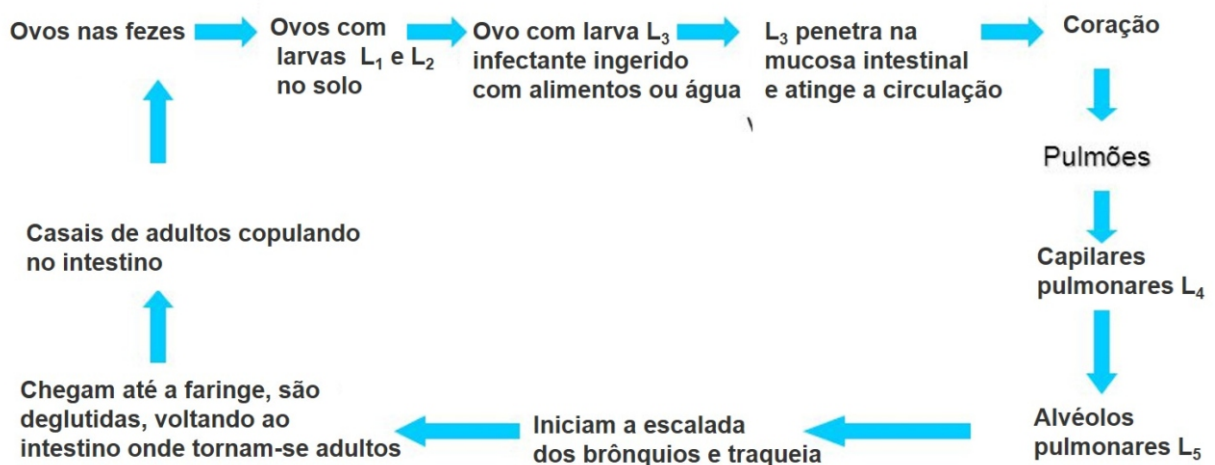 Ovos nas fezes
Ovos com
larvas L₁ e L₂
no solo
Ovo com larva L₃
infectante ingerido
com alimentos ou água
L₃ penetra na
mucosa intestinal
e atinge a circulação
Coração
Pulmões
Capilares
pulmonares L₄
Alvéolos
pulmonares L₅
Iniciam a escalada
dos brônquios e traqueia
Chegam até a faringe, são
deglutidas, voltando ao
intestino onde tornam-se adultos
Casais de adultos copulando
no intestino